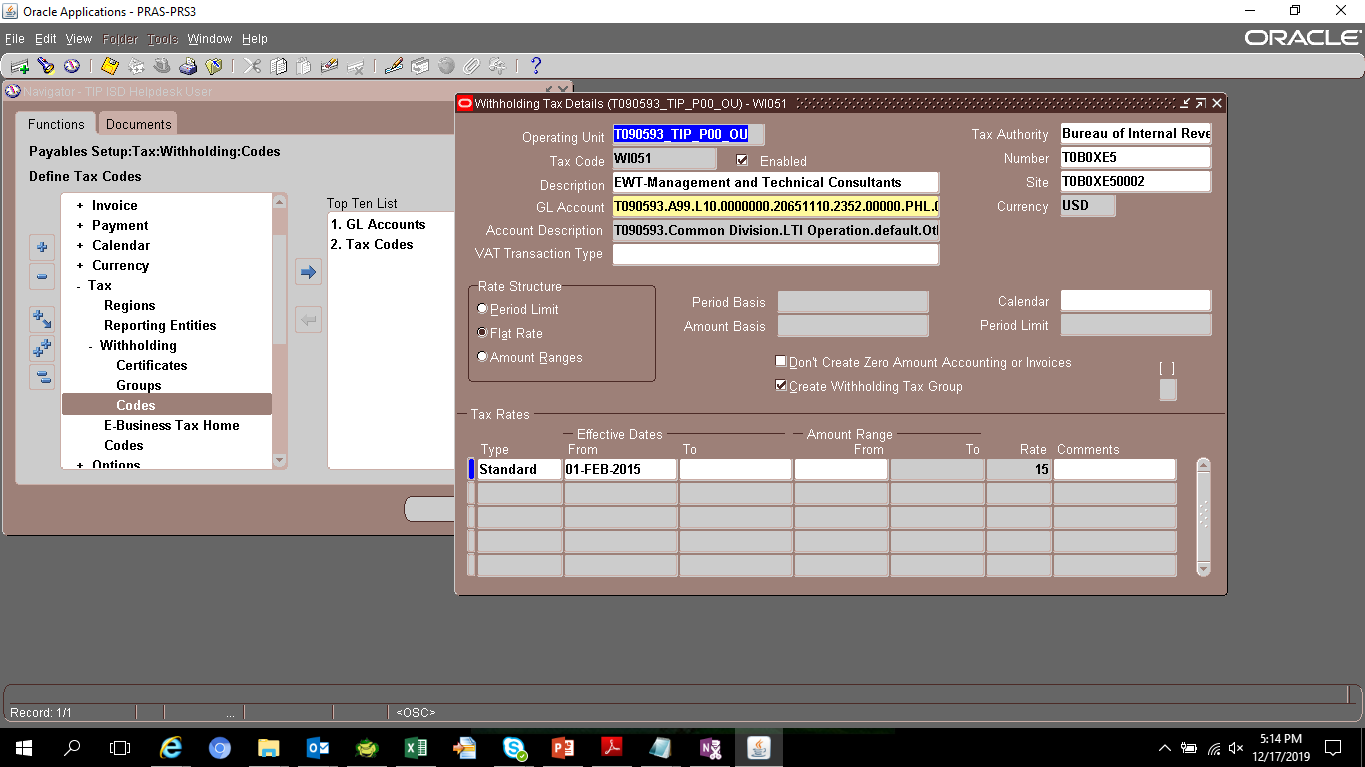 Oracle Applications - PRAS-PRS3
File Edit View Folder Tools Window Help
ORACLE
Navigator - TIP ISD Helpdesk User
Functions
Documents
Payables Setup:Tax:Withholding:Codes
Define Tax Codes
+ Invoice
+ Payment
+ Calendar
+ Currency
- Tax
Regions
Reporting Entities
- Withholding
Certificates
Groups
Codes
E-Business Tax Home
Codes
+ Options
Top Ten List
1. GL Accounts
2. Tax Codes
Withholding Tax Details (T090593_TIP_P00_OU) - WI051
Operating Unit T090593_TIP_P00_OU
Tax Code WI051 Enabled
Description EWT-Management and Technical Consultants
GL Account T090593.A99.L10.0000000.20651110.2352.00000.PHL.0
Account Description T090593.Common Division.LTI Operation.default.Otl
VAT Transaction Type
Tax Authority Bureau of Internal Reve
Number T0B0XE5
Site T0B0XE50002
Currency USD
Rate Structure
Period Limit
Flat Rate
Amount Ranges
Period Basis
Amount Basis
Calendar
Period Limit
Don't Create Zero Amount Accounting or Invoices
Create Withholding Tax Group
[ ]
Tax Rates
Effective Dates Amount Range
Type From To From To Rate Comments
Standard 01-FEB-2015 15
Record: 1/1 ... <OSC>
5:14 PM
12/17/2019